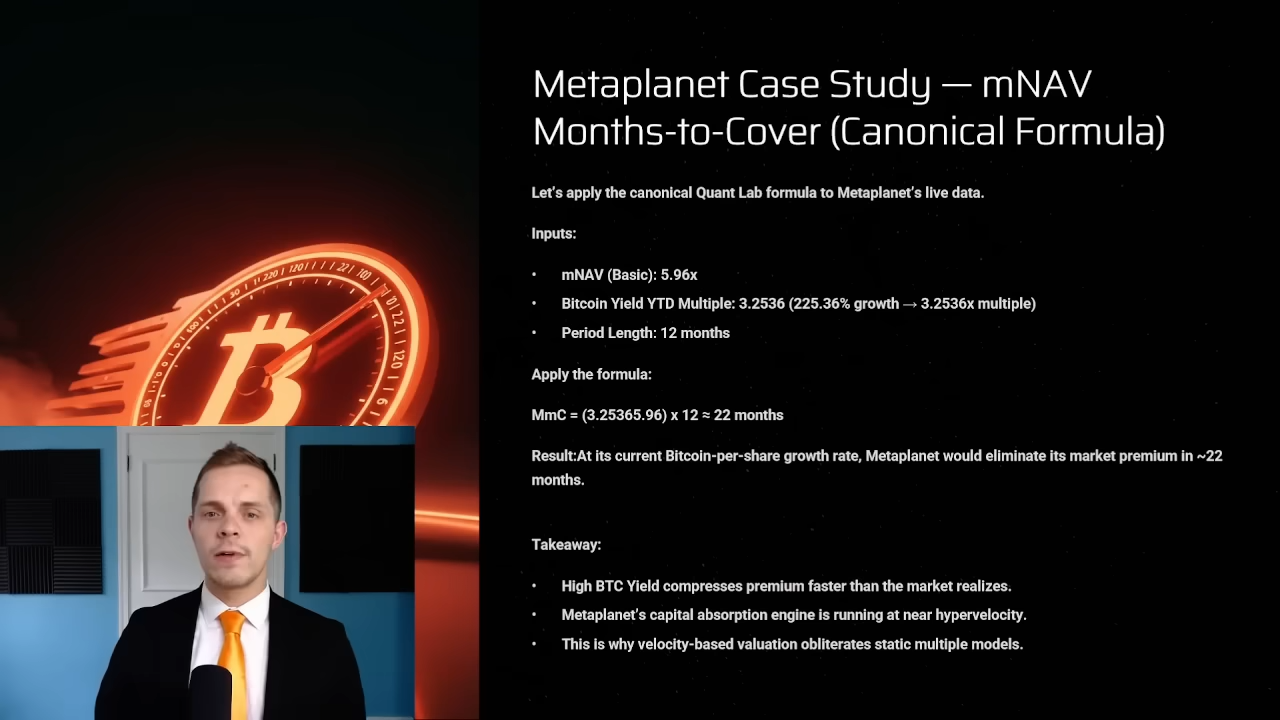 Metaplanet Case Study — mNAV
Months-to-Cover (Canonical Formula)
Let's apply the canonical Quant Lab formula to Metaplanet's live data.
Inputs:
• mNAV (Basic): 5.96x
• Bitcoin Yield YTD Multiple: 3.2536 (225.36% growth → 3.2536x multiple)
• Period Length: 12 months
Apply the formula:
MmC = (3.25365.96) x 12 ≈ 22 months
Result:At its current Bitcoin-per-share growth rate, Metaplanet would eliminate its market premium in ~22
months.
Takeaway:
• High BTC Yield compresses premium faster than the market realizes.
• Metaplanet's capital absorption engine is running at near hypervelocity.
• This is why velocity-based valuation obliterates static multiple models.